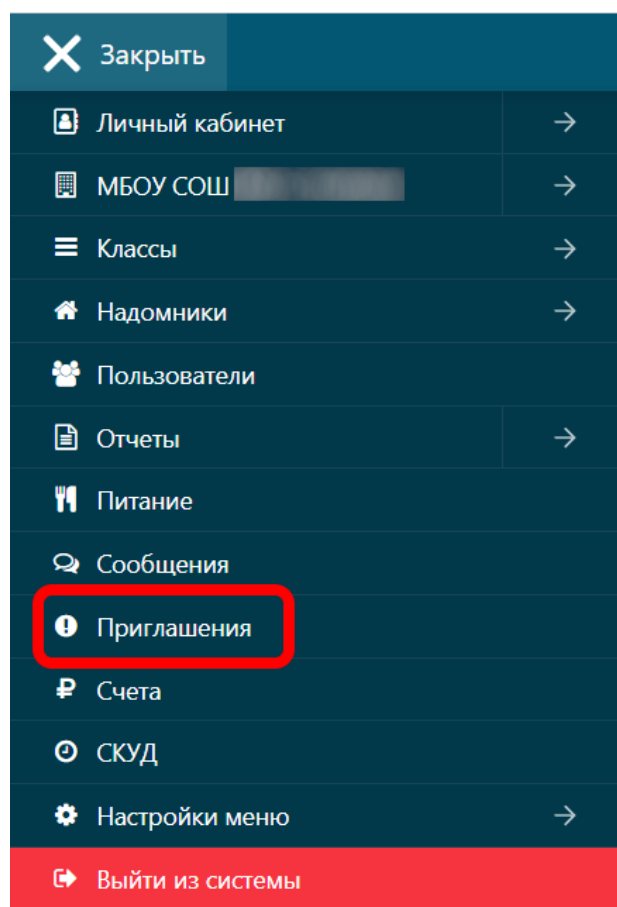 Закрыть
Личный кабинет
МБОУ СОШ
Классы
Надомники
Пользователи
Отчеты
Питание
Сообщения
Приглашения
Счета
СКУД
Настройки меню
Выйти из системы